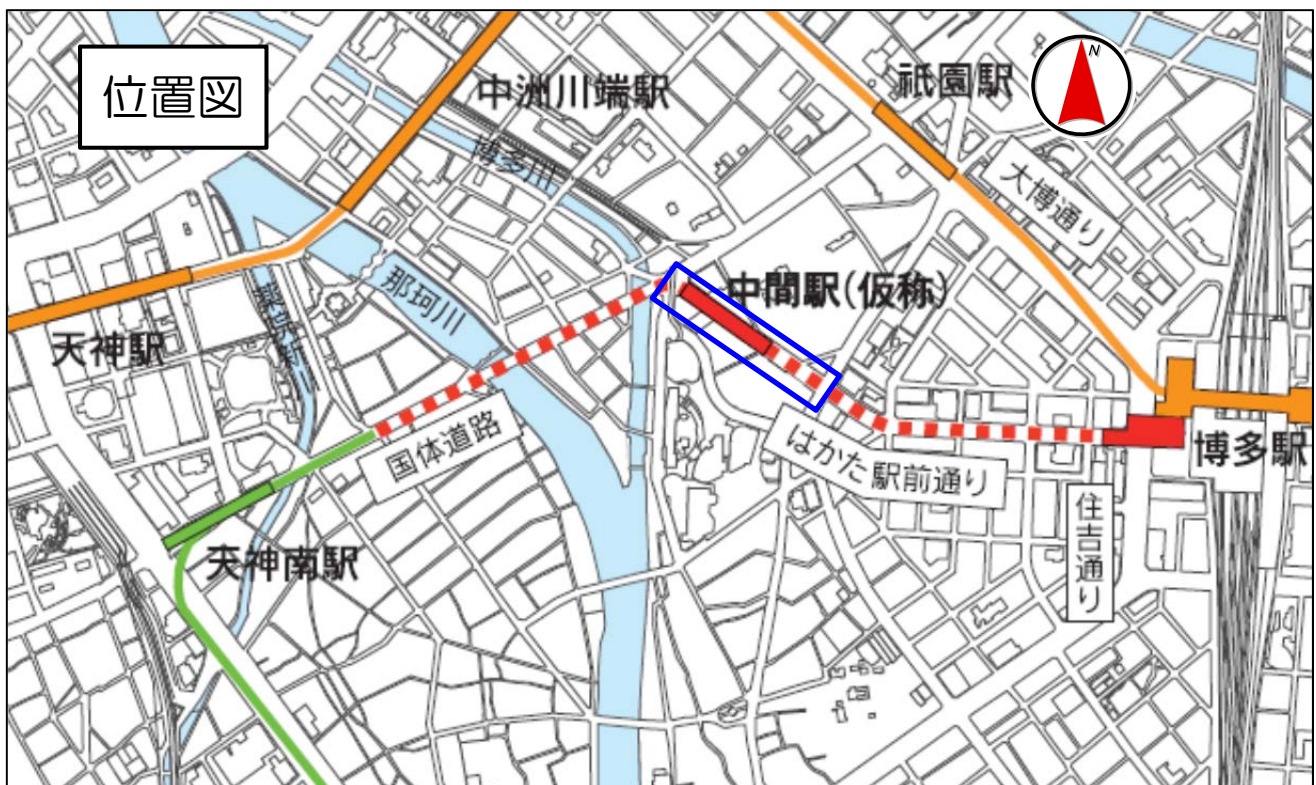 位置図
中洲川端駅
祇園駅
N
博多川
大博通り
那珂川
中間駅(仮称)
天神駅
国体道路
はかた駅前通り
博多駅
住吉通り
天神南駅